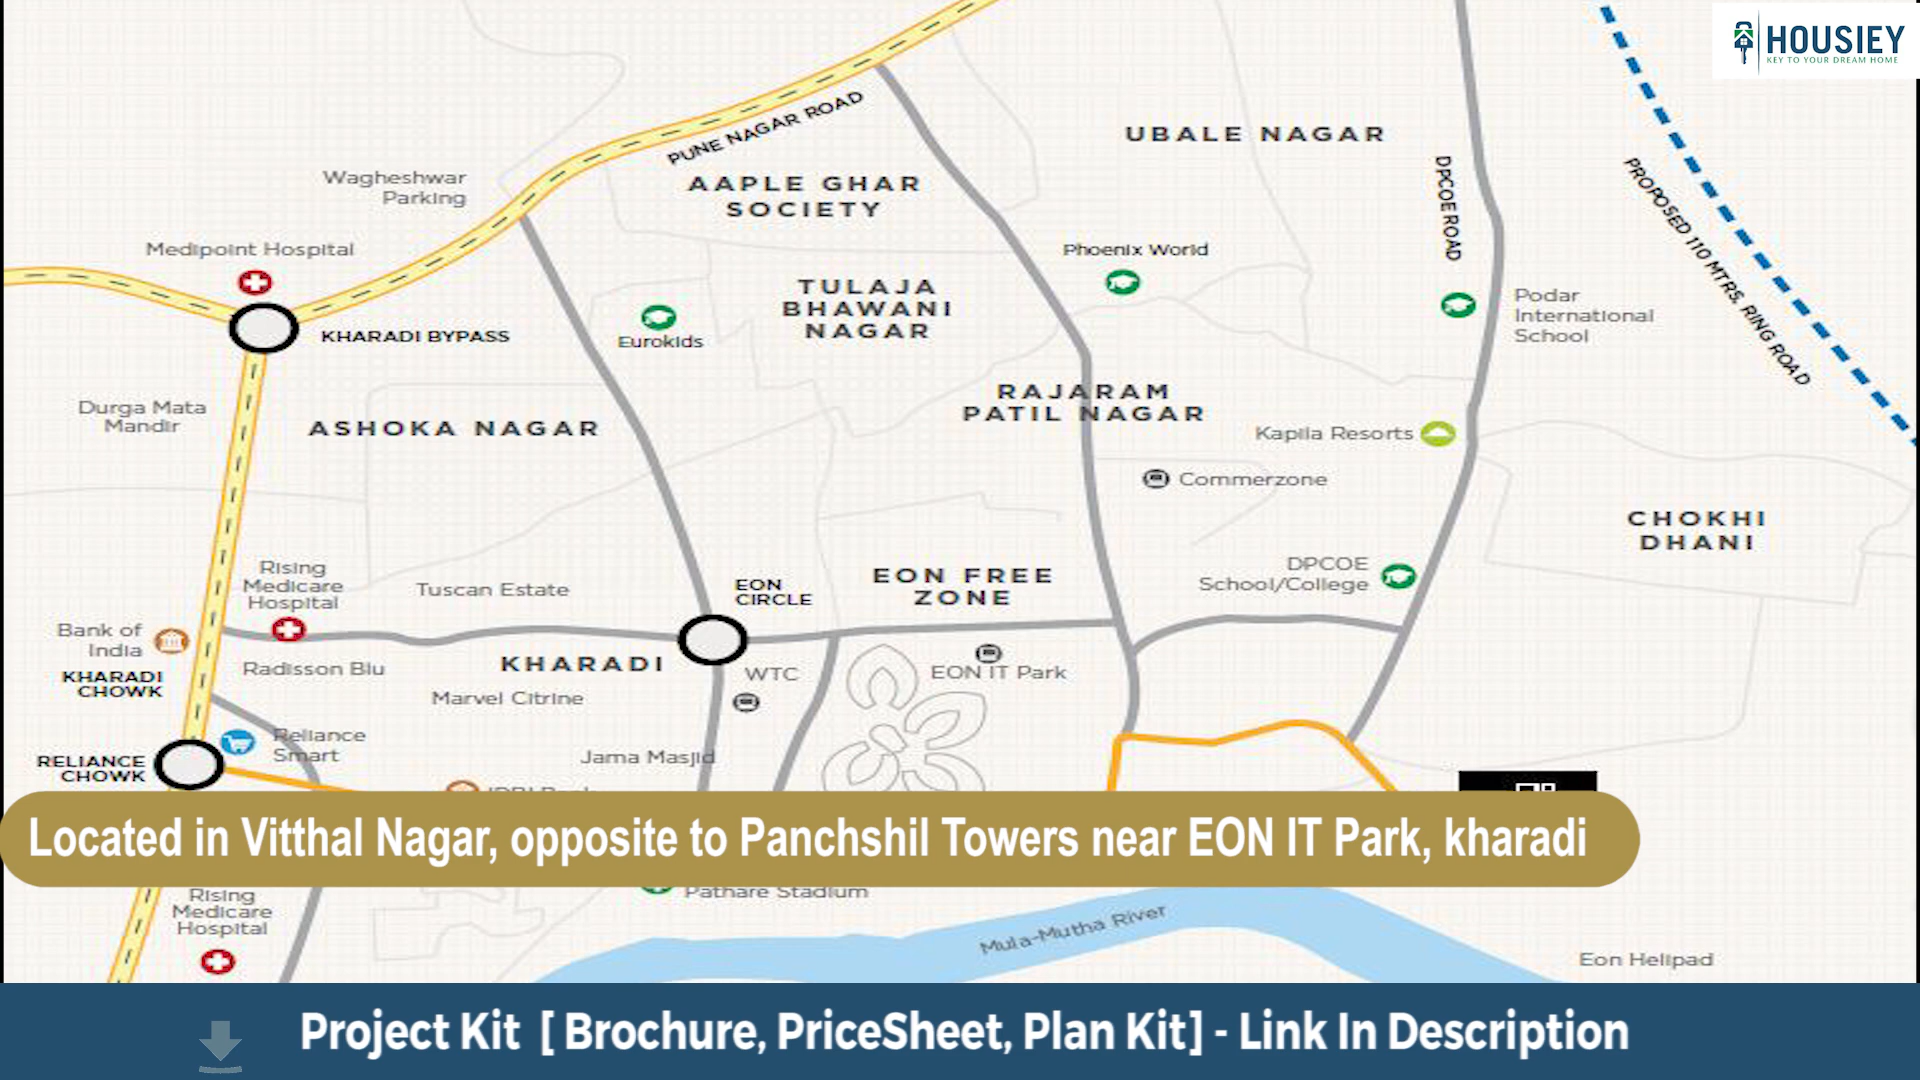 HOUSIEY
KEY TO YOUR DREAM HOME
PUNE NAGAR ROAD
UBALE NAGAR
DPCOE ROAD
PROPOSED 110 MTRS. RING ROAD
Wagheshwar
Parking
AAPLE GHAR
SOCIETY
Medipoint Hospital
Phoenix World
TULAJA
BHAWANI
NAGAR
Podar
International
School
KHARADI BYPASS
Eurokids
Durga Mata
Mandir
ASHOKA NAGAR
RAJARAM
PATIL NAGAR
Kapila Resorts
Commerzone
CHOKHI
DHANI
Rising
Medicare
Hospital
Tuscan Estate
EON
CIRCLE
EON FREE
ZONE
DPCOE
School/College
Bank of
India
KHARADI
CHOWK
Radisson Blu
KHARADI
WTC
EON IT Park
Marvel Citrine
Reliance
Smart
Jama Masjid
RELIANCE
CHOWK
Located in Vitthal Nagar, opposite to Panchshil Towers near EON IT Park, kharadi
Rising
Medicare
Hospital
Pathare Stadium
Mula-Mutha River
Eon Helipad
Project Kit [ Brochure, PriceSheet, Plan Kit] - Link In Description